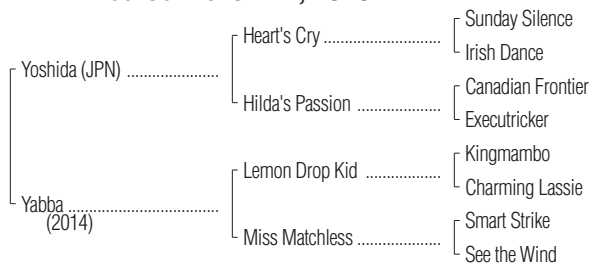 Sunday Silence
Heart's Cry
Irish Dance
Yoshida (JPN)
Canadian Frontier
Hilda's Passion
Executricker
Kingmambo
Lemon Drop Kid
Charming Lassie
Yabba
(2014)
Smart Strike
Miss Matchless
See the Wind